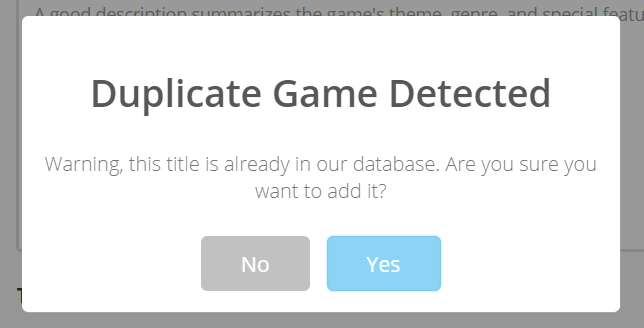 A good description summarizes the game's theme, genre, and special featu
Duplicate Game Detected
Warning, this title is already in our database. Are you sure you
want to add it?
No
Yes
T